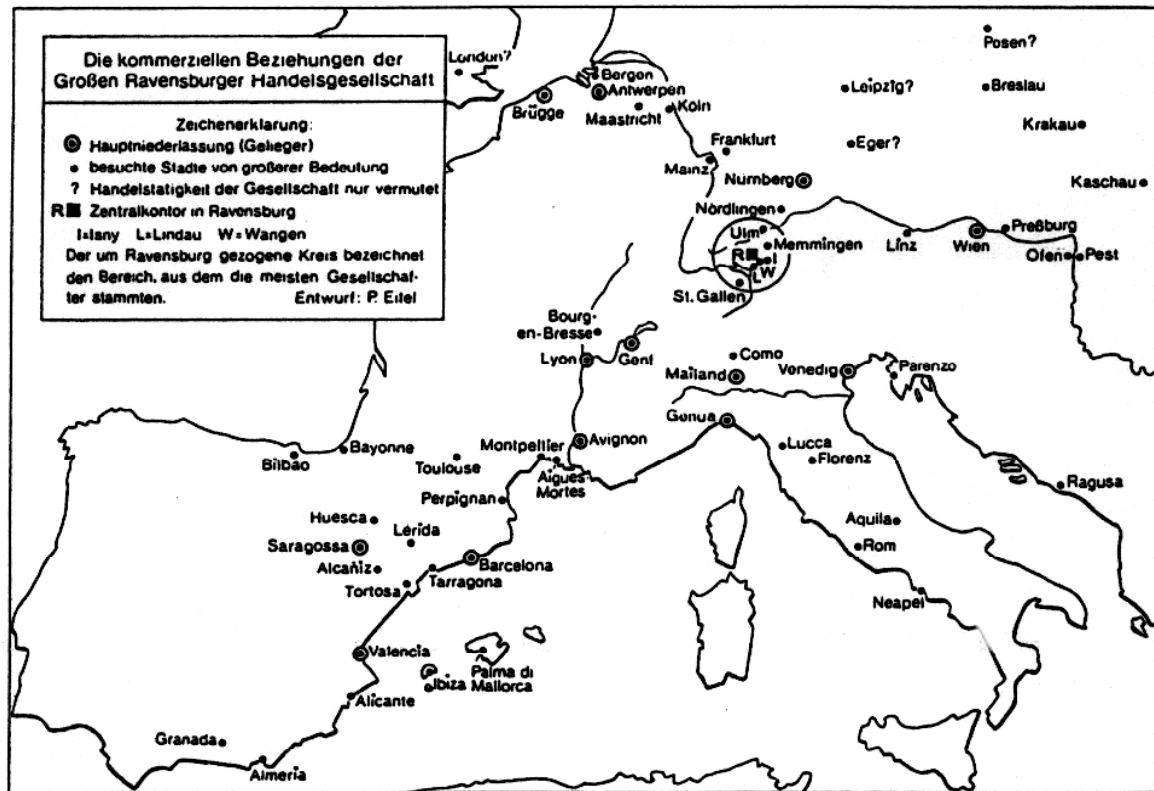 Die kommerziellen Beziehungen der
Großen Ravensburger Handelsgesellschaft
Zeichenerklärung:
Hauptniederlassung (Gelieger)
besuchte Städte von größerer Bedeutung
? Handelstätigkeit der Gesellschaft nur vermutet
R■ Zentralkontor in Ravensburg
I=Isny L=Lindau W=Wangen
Der um Ravensburg gezogene Kreis bezeichnet
den Bereich, aus dem die meisten Gesellschaf-
ter stammten. Entwurf: P. Eitel
London?
Posen?
Bergen
Antwerpen
Brügge
Maastricht
Köln
Leipzig?
Breslau
Krakau
Frankfurt
Mainz
Eger?
Nürnberg
Kaschau
Nördlingen
Ulm
Memmingen
R■ I
L W
St. Gallen
Linz
Wien
Preßburg
Ofen
Pest
Bourg-
en-Bresse
Lyon
Genf
Como
Mailand
Venedig
Parenzo
Genua
Avignon
Lucca
Florenz
Bilbao
Bayonne
Toulouse
Montpellier
Aigues-
Mortes
Perpignan
Ragusa
Huesca
Lérida
Saragossa
Barcelona
Alcañiz
Tortosa
Tarragona
Aquila
Rom
Neapel
Valencia
Ibiza
Palma di
Mallorca
Alicante
Granada
Almeria